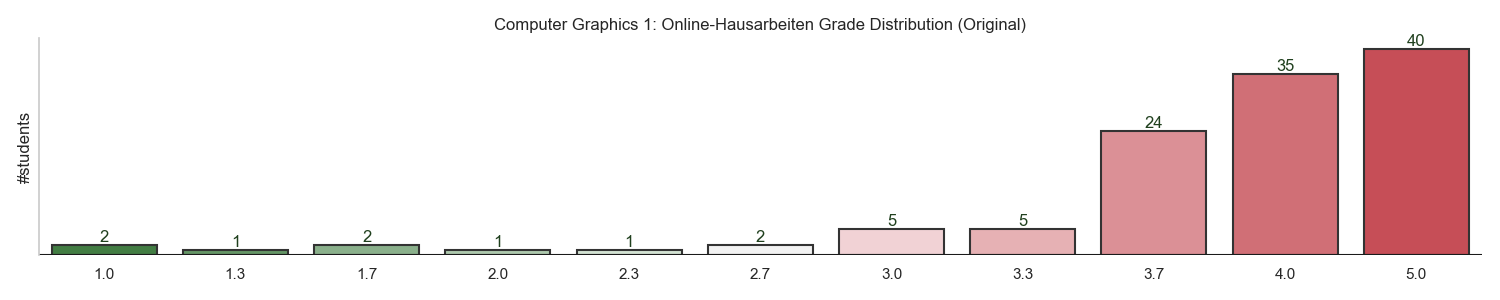 Computer Graphics 1: Online-Hausarbeiten Grade Distribution (Original)
#students
2 1 2 1 1 2 5 5 24 35 40
1.0 1.3 1.7 2.0 2.3 2.7 3.0 3.3 3.7 4.0 5.0